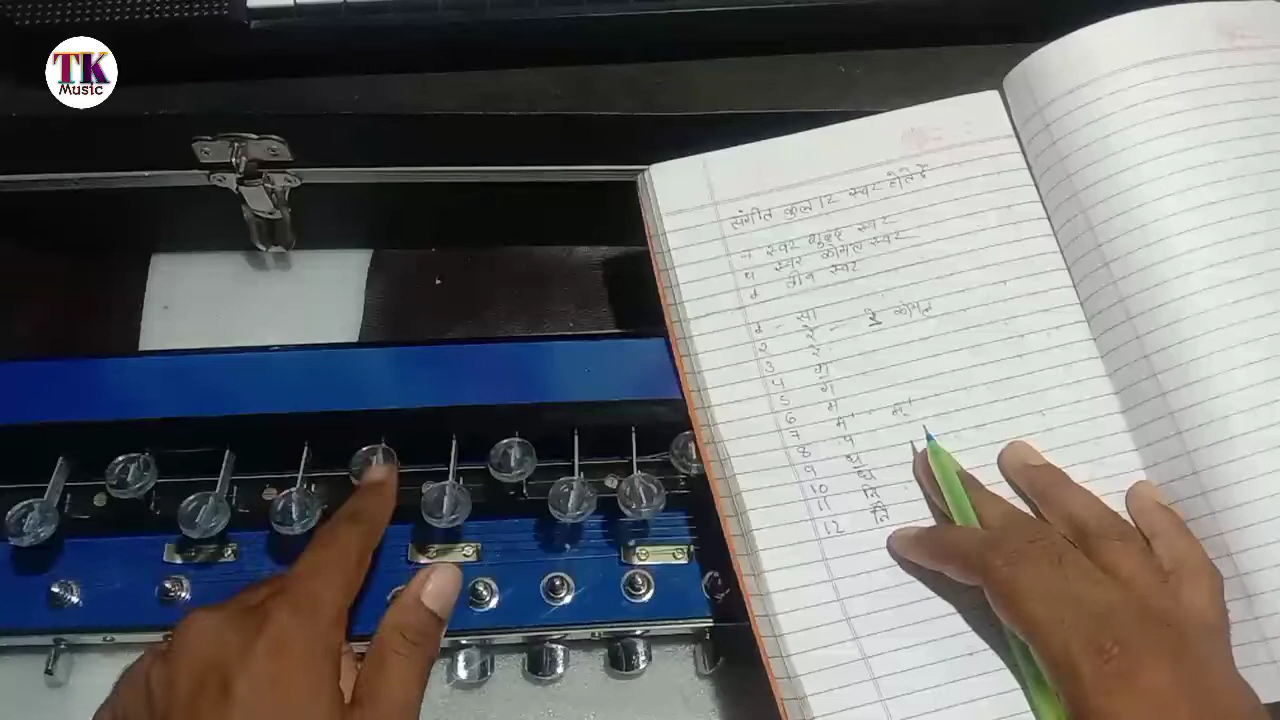 TK
Music
संगीत कुल 12 स्वर होते है
7 स्वर शुद्ध स्वर
4 स्वर कोमल स्वर
1 तीव्र स्वर
1 - सा
2 रे - रे कोमल
3 रे
4 ग
5 ग
6 म
7 म' - म'
8 प
9 ध
10 ध
11 नि
12 नि